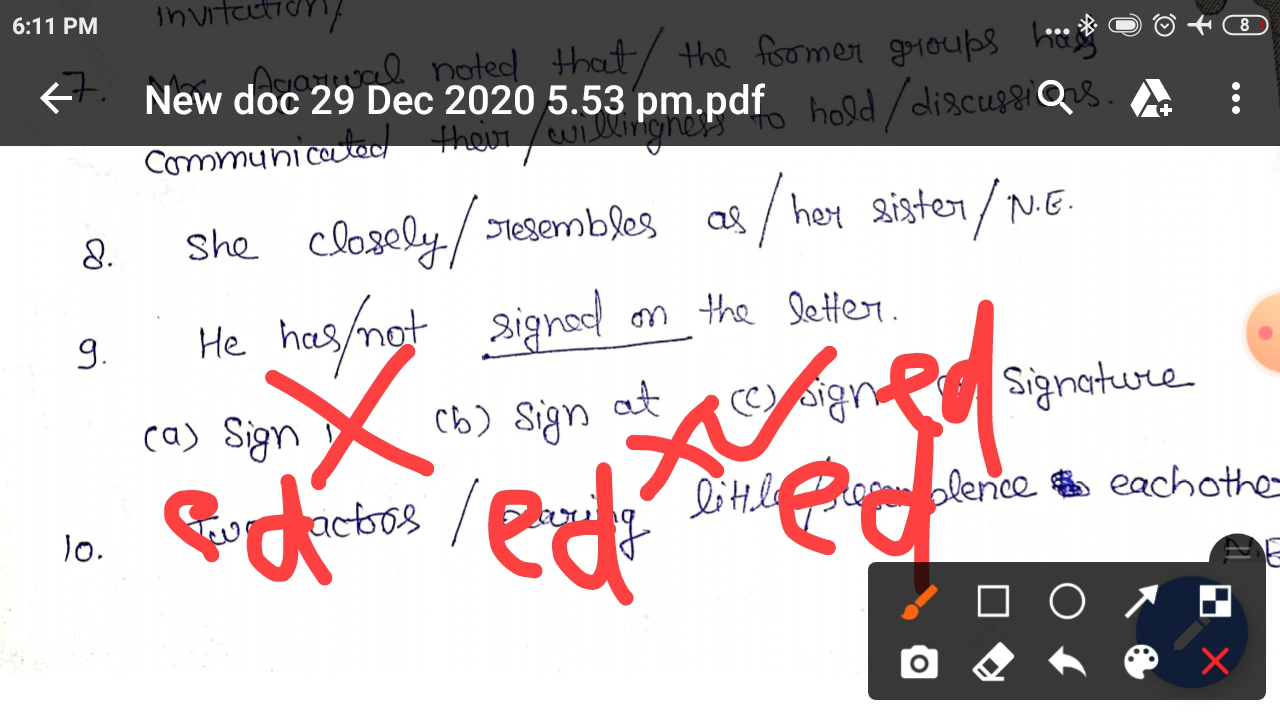 invitation/
6:11 PM
8
7. Mr. Agarwal noted that / the former groups has
New doc 29 Dec 2020 5.53 pm.pdf
Communicated their / willingness to hold / discussions.
8. She closely / resembles as / her sister / N.E.
9. He has/not signed on the letter.
(a) Sign (b) Sign at (c) Sign Signature
ed
10. Two actors / bearing little / resemblence eachothe
ed ed ed
N.E